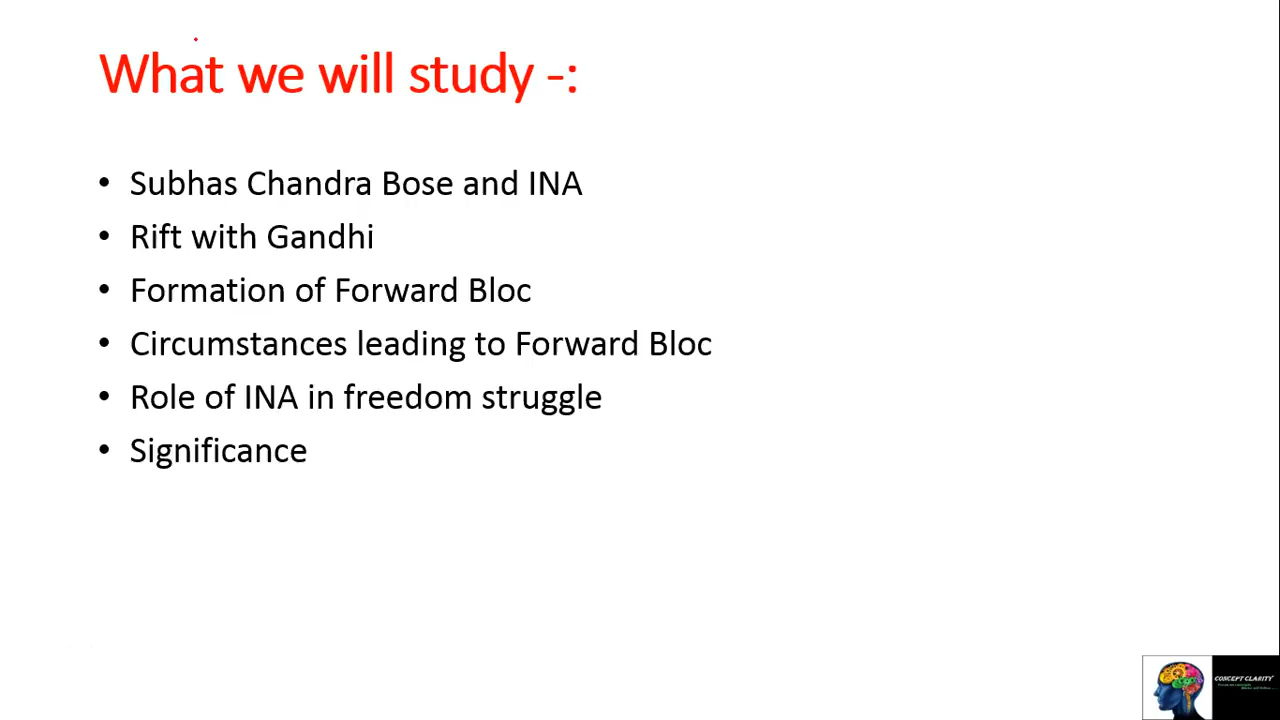 What we will study -:
• Subhas Chandra Bose and INA
• Rift with Gandhi
• Formation of Forward Bloc
• Circumstances leading to Forward Bloc
• Role of INA in freedom struggle
• Significance
CONCEPT CLARITY